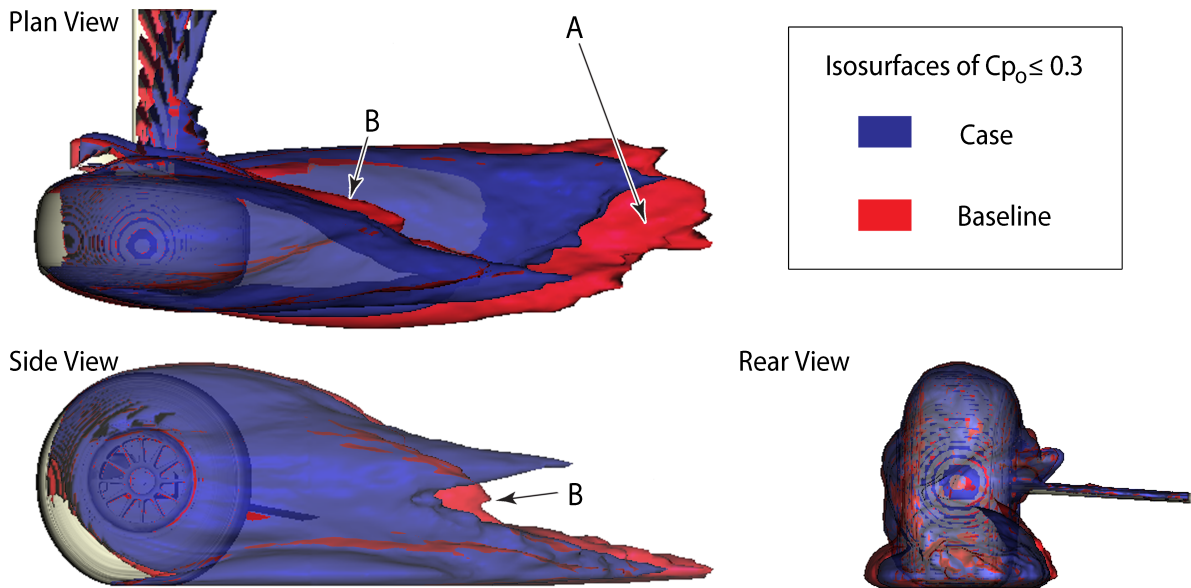 Plan View
A
B
Isosurfaces of Cpo ≤ 0.3
Case
Baseline
Side View
B
Rear View